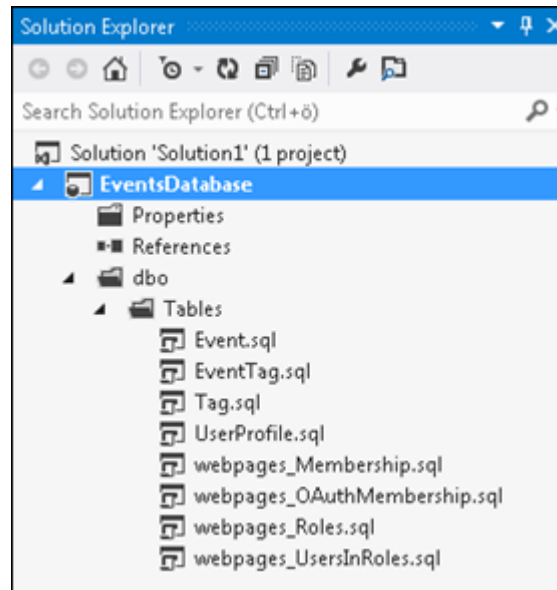 Solution Explorer
Search Solution Explorer (Ctrl+ö)
Solution 'Solution1' (1 project)
EventsDatabase
Properties
References
dbo
Tables
Event.sql
EventTag.sql
Tag.sql
UserProfile.sql
webpages_Membership.sql
webpages_OAuthMembership.sql
webpages_Roles.sql
webpages_UsersInRoles.sql